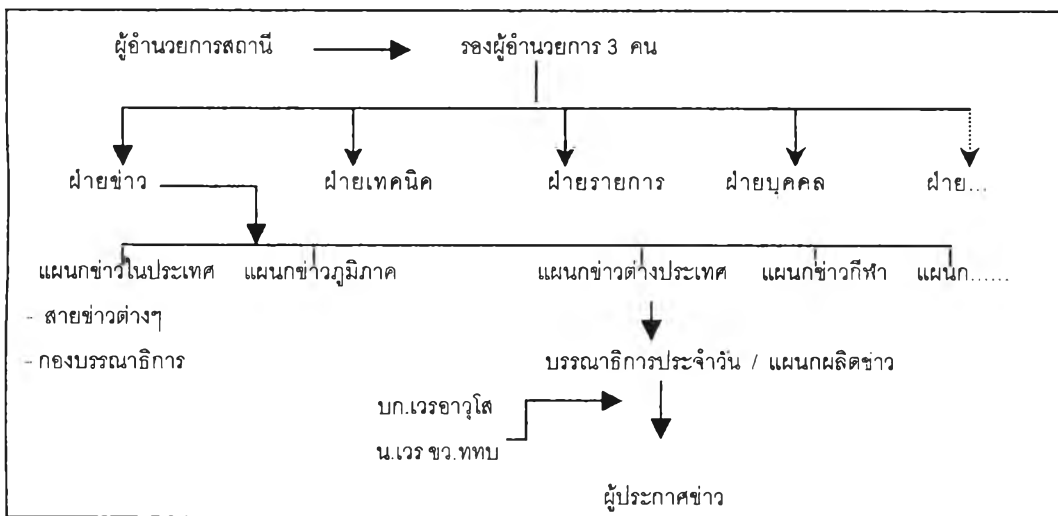 ผู้อำนวยการสถานี รองผู้อำนวยการ 3 คน
ฝ่ายข่าว ฝ่ายเทคนิค ฝ่ายรายการ ฝ่ายบุคคล ฝ่าย...
แผนกข่าวในประเทศ แผนกข่าวภูมิภาค แผนกข่าวต่างประเทศ แผนกข่าวกีฬา แผนก......
- สายข่าวต่างๆ
- กองบรรณาธิการ
บรรณาธิการประจำวัน / แผนกผลิตข่าว
บก.เวรอาวุโส
น.เวร ขว.ททบ
ผู้ประกาศข่าว